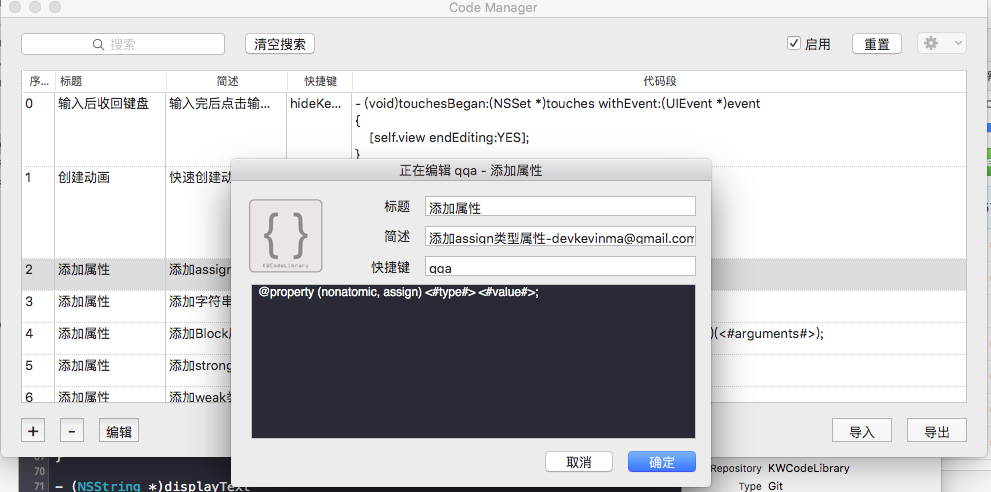 Code Manager
搜索
清空搜索
启用
重置
序... 标题 简述 快捷键 代码段
0 输入后收回键盘 输入完后点击输... hideKe... - (void)touchesBegan:(NSSet *)touches withEvent:(UIEvent *)event
{
[self.view endEditing:YES];
}
1 创建动画 快速创建动
2 添加属性 添加assign
3 添加属性 添加字符串
4 添加属性 添加Block )(<#arguments#>);
5 添加属性 添加strong
6 添加属性 添加weak
正在编辑 qqa - 添加属性
{ }
KWCodeLibrary
标题 添加属性
简述 添加assign类型属性-devkevinma@gmail.com
快捷键 qqa
@property (nonatomic, assign) <#type#> <#value#>;
取消
确定
+
-
编辑
导入
导出
69 }
70
71 - (NSString *)displayText
Repository KWCodeLibrary
Type Git